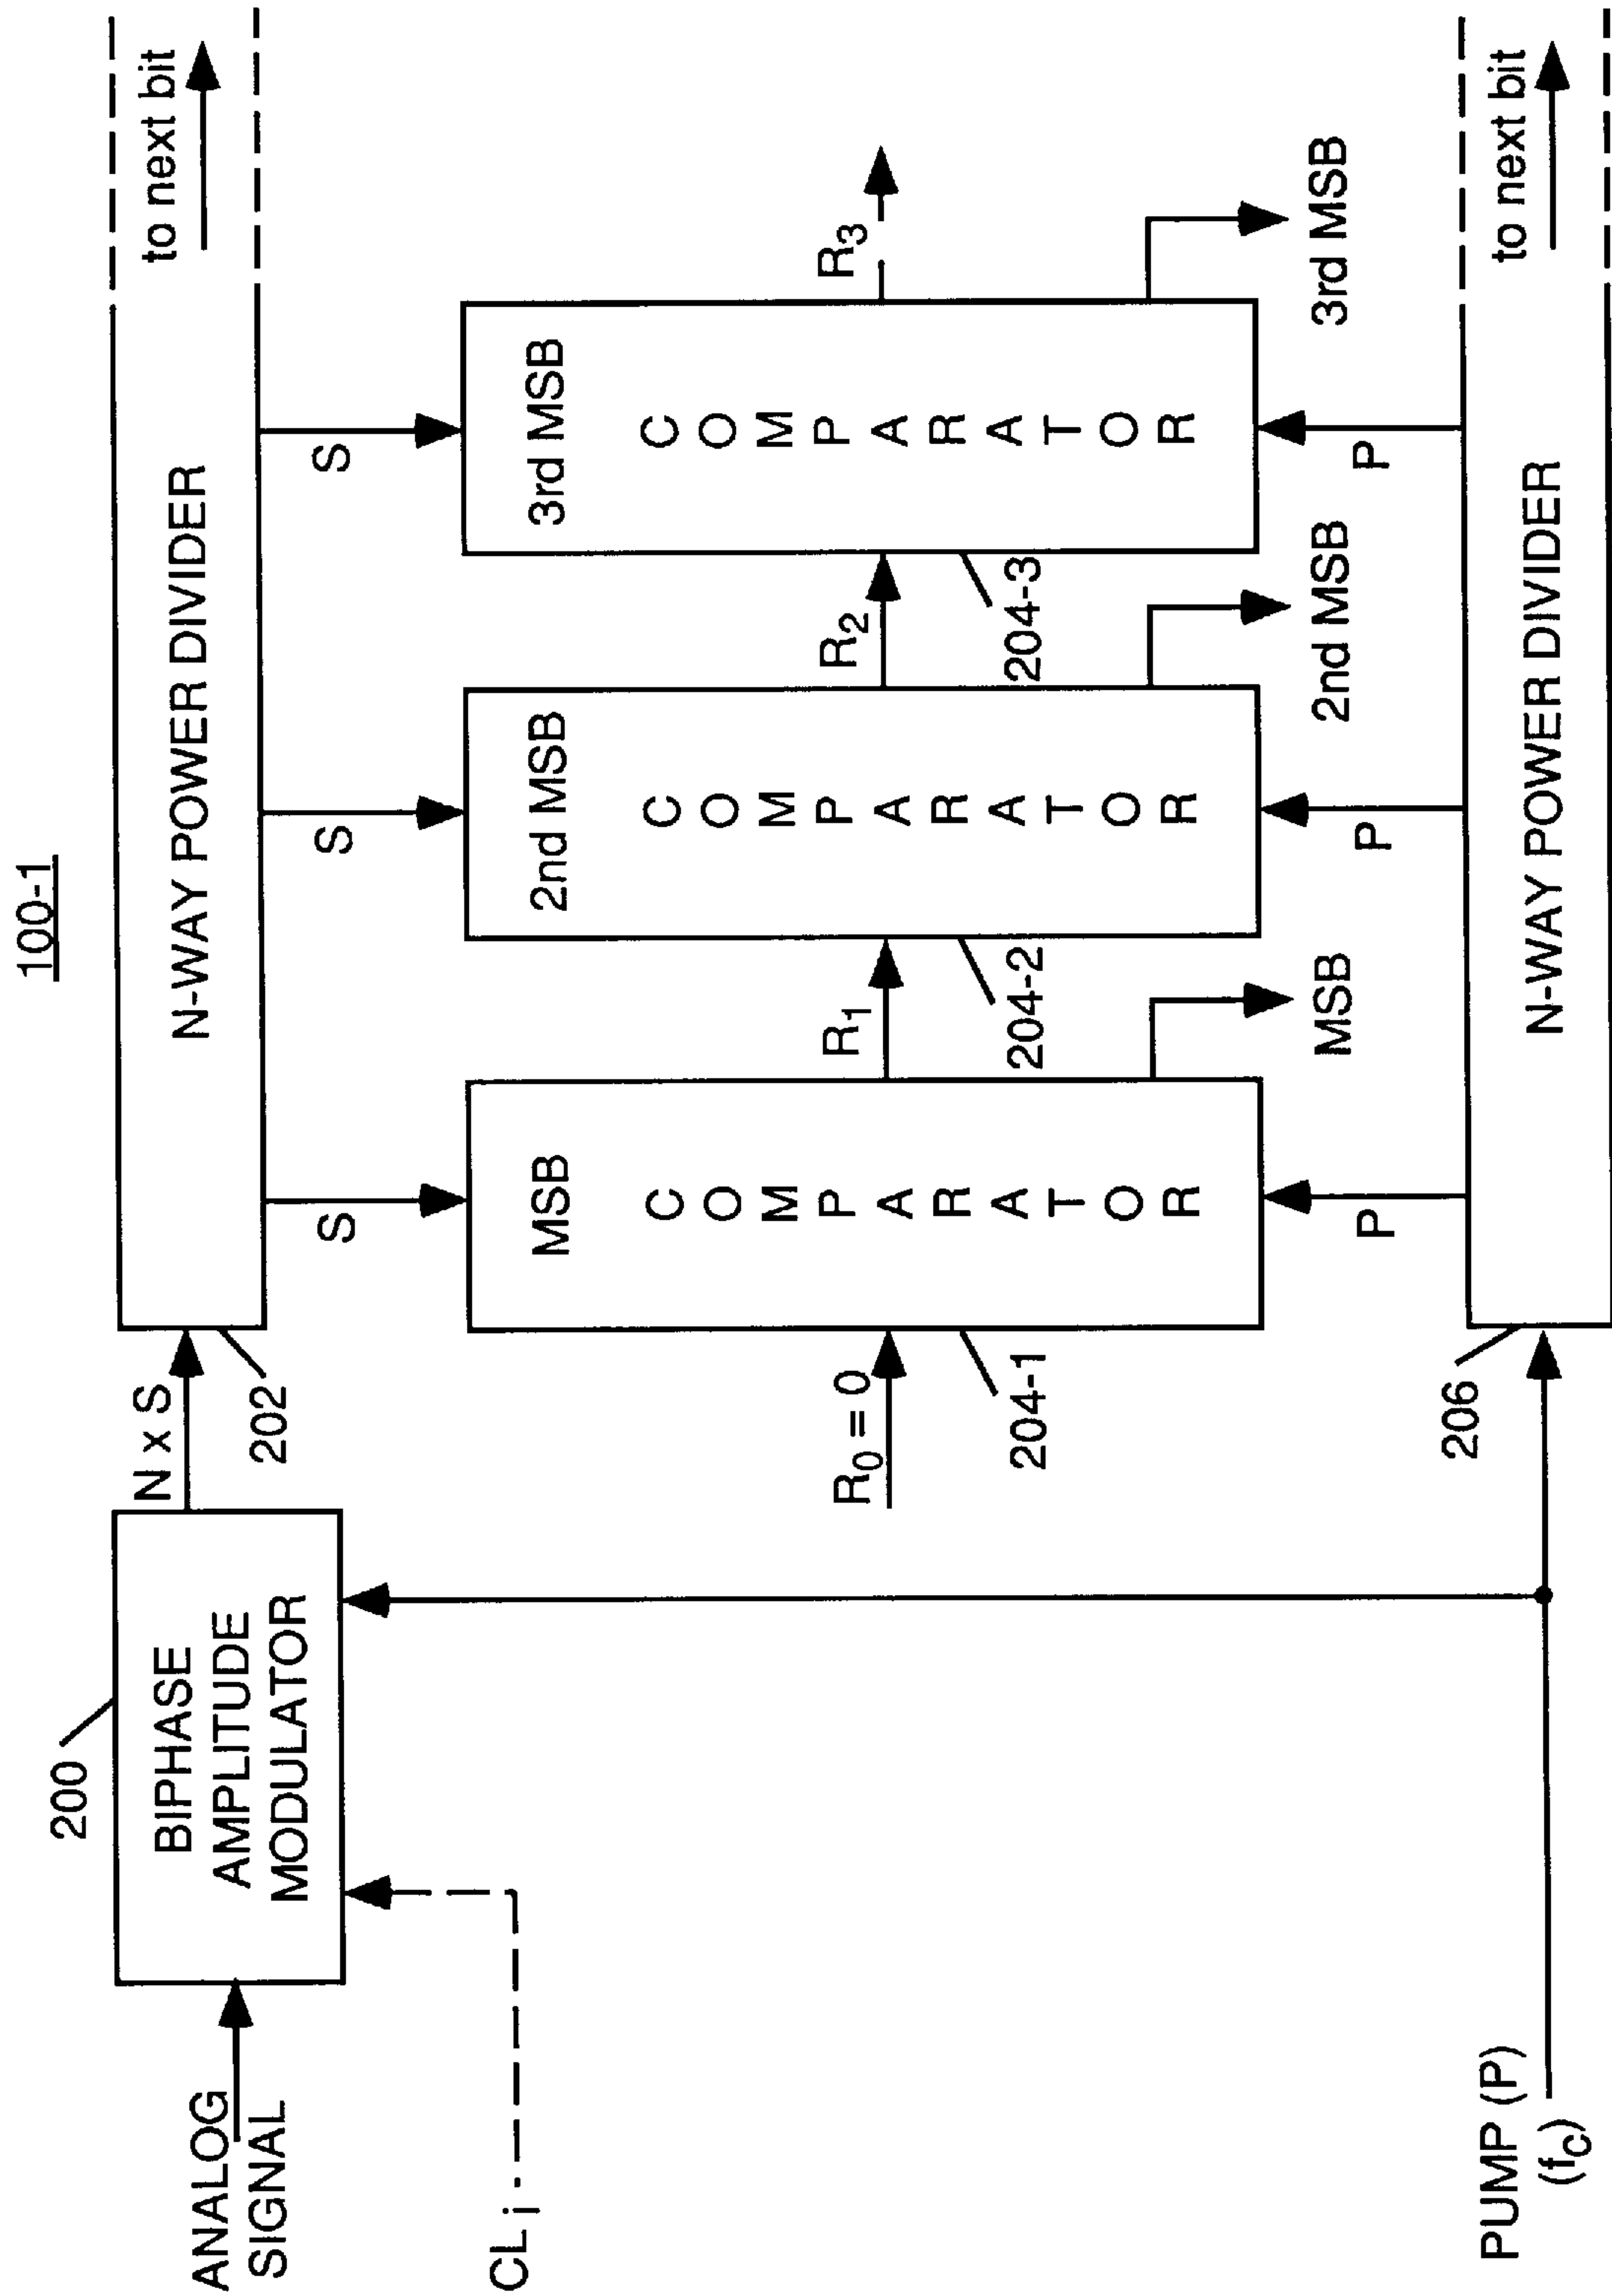 100-1
200
ANALOG
SIGNAL
BIPHASE
AMPLITUDE
MODULATOR
N x S
202
N-WAY POWER DIVIDER
to next bit
CL i
S
S
S
R0 = 0
204-1
MSB
COMPARATOR
R1
MSB
204-2
2nd MSB
COMPARATOR
R2
2nd MSB
204-3
3rd MSB
COMPARATOR
R3
3rd MSB
P
P
P
PUMP (P)
(fc)
206
N-WAY POWER DIVIDER
to next bit